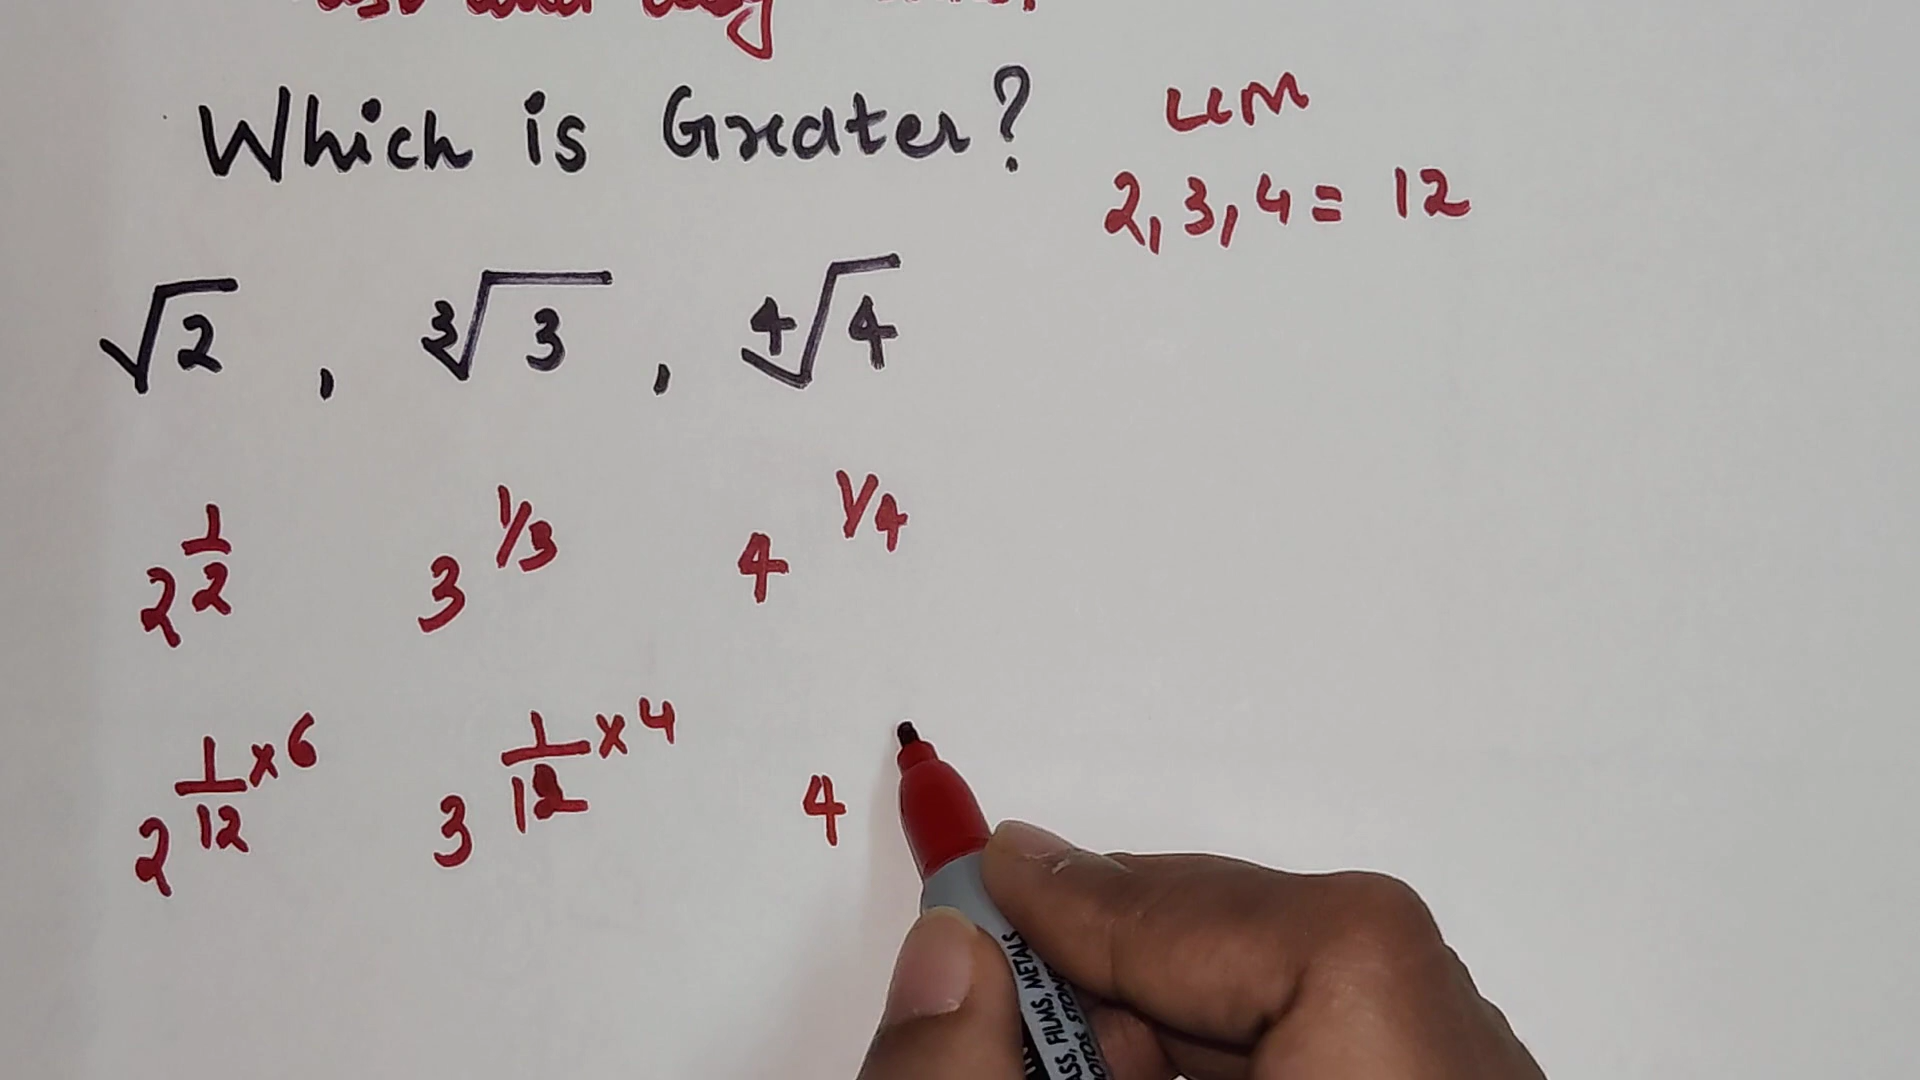 and
Which is Greater?
LCM
2, 3, 4 = 12
√2 , ∛3 , ∜4
2^(1/2) 3^(1/3) 4^(1/4)
2^(1/12 × 6) 3^(1/12 × 4) 4